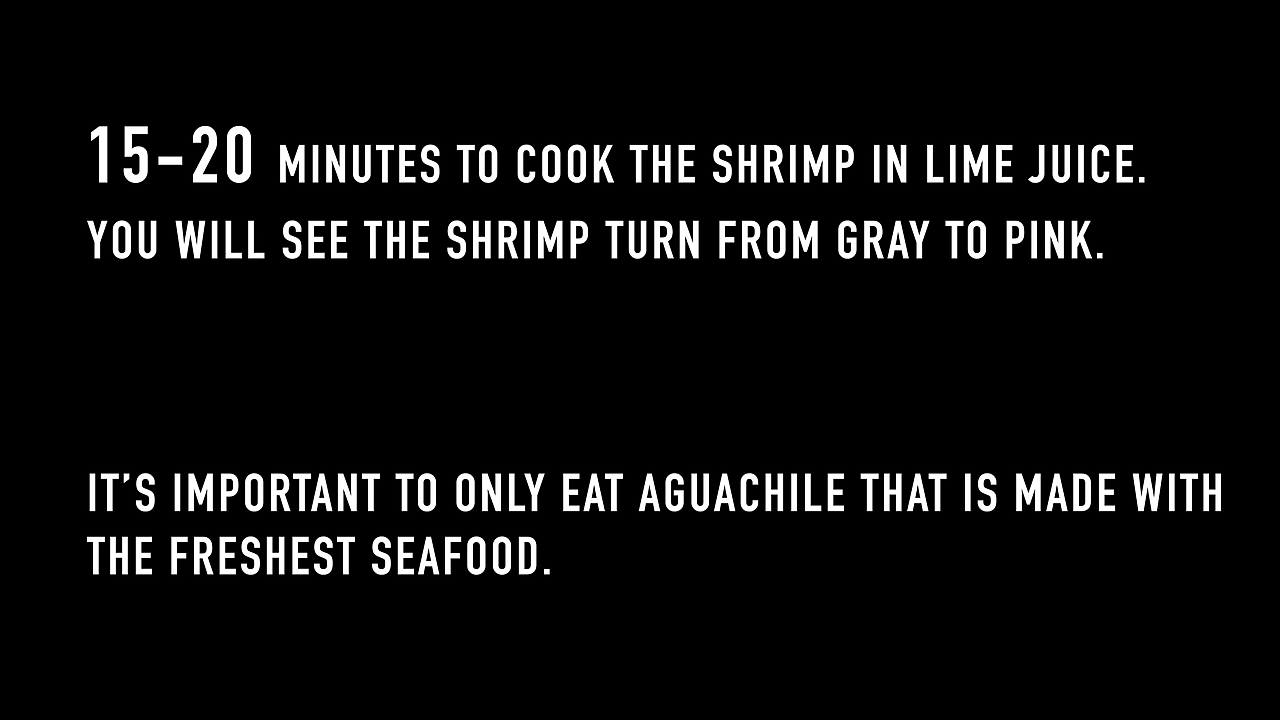 15-20 MINUTES TO COOK THE SHRIMP IN LIME JUICE.
YOU WILL SEE THE SHRIMP TURN FROM GRAY TO PINK.
IT’S IMPORTANT TO ONLY EAT AGUACHILE THAT IS MADE WITH
THE FRESHEST SEAFOOD.